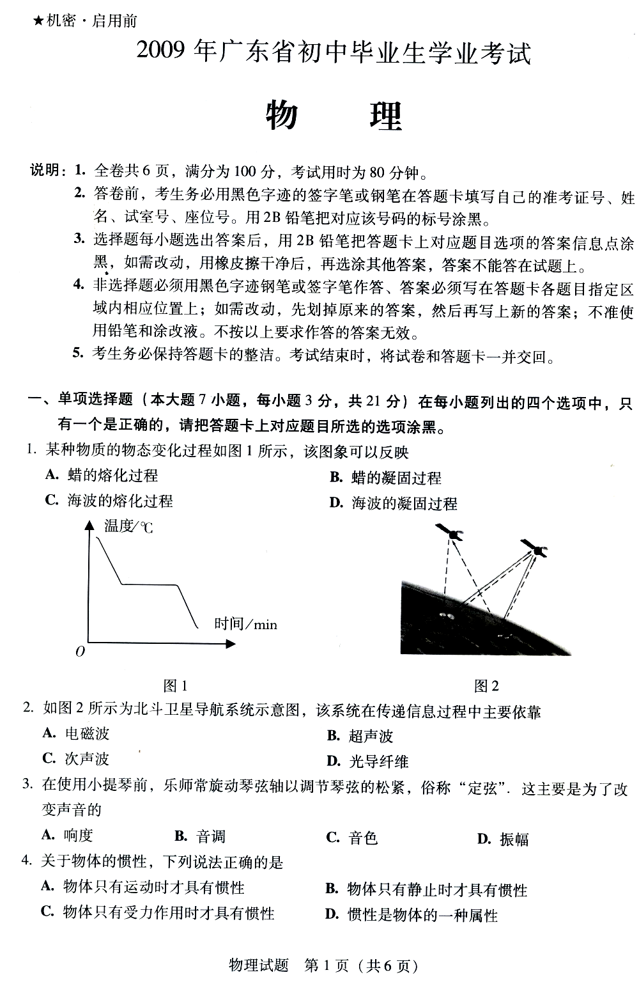 ★机密·启用前
2009 年广东省初中毕业生学业考试
物 理
说明：1. 全卷共 6 页，满分为 100 分，考试用时为 80 分钟。
2. 答卷前，考生务必用黑色字迹的签字笔或钢笔在答题卡填写自己的准考证号、姓
名、试室号、座位号。用 2B 铅笔把对应该号码的标号涂黑。
3. 选择题每小题选出答案后，用 2B 铅笔把答题卡上对应题目选项的答案信息点涂
黑，如需改动，用橡皮擦干净后，再选涂其他答案，答案不能答在试题上。
4. 非选择题必须用黑色字迹钢笔或签字笔作答、答案必须写在答题卡各题目指定区
域内相应位置上；如需改动，先划掉原来的答案，然后再写上新的答案；不准使
用铅笔和涂改液。不按以上要求作答的答案无效。
5. 考生务必保持答题卡的整洁。考试结束时，将试卷和答题卡一并交回。
一、单项选择题（本大题 7 小题，每小题 3 分，共 21 分）在每小题列出的四个选项中，只
有一个是正确的，请把答题卡上对应题目所选的选项涂黑。
1. 某种物质的物态变化过程如图 1 所示，该图象可以反映
A. 蜡的熔化过程 B. 蜡的凝固过程
C. 海波的熔化过程 D. 海波的凝固过程
温度/℃
时间/min
O
图 1 图 2
2. 如图 2 所示为北斗卫星导航系统示意图，该系统在传递信息过程中主要依靠
A. 电磁波 B. 超声波
C. 次声波 D. 光导纤维
3. 在使用小提琴前，乐师常旋动琴弦轴以调节琴弦的松紧，俗称“定弦”. 这主要是为了改
变声音的
A. 响度 B. 音调 C. 音色 D. 振幅
4. 关于物体的惯性，下列说法正确的是
A. 物体只有运动时才具有惯性 B. 物体只有静止时才具有惯性
C. 物体只有受力作用时才具有惯性 D. 惯性是物体的一种属性
物理试题 第 1 页（共 6 页）